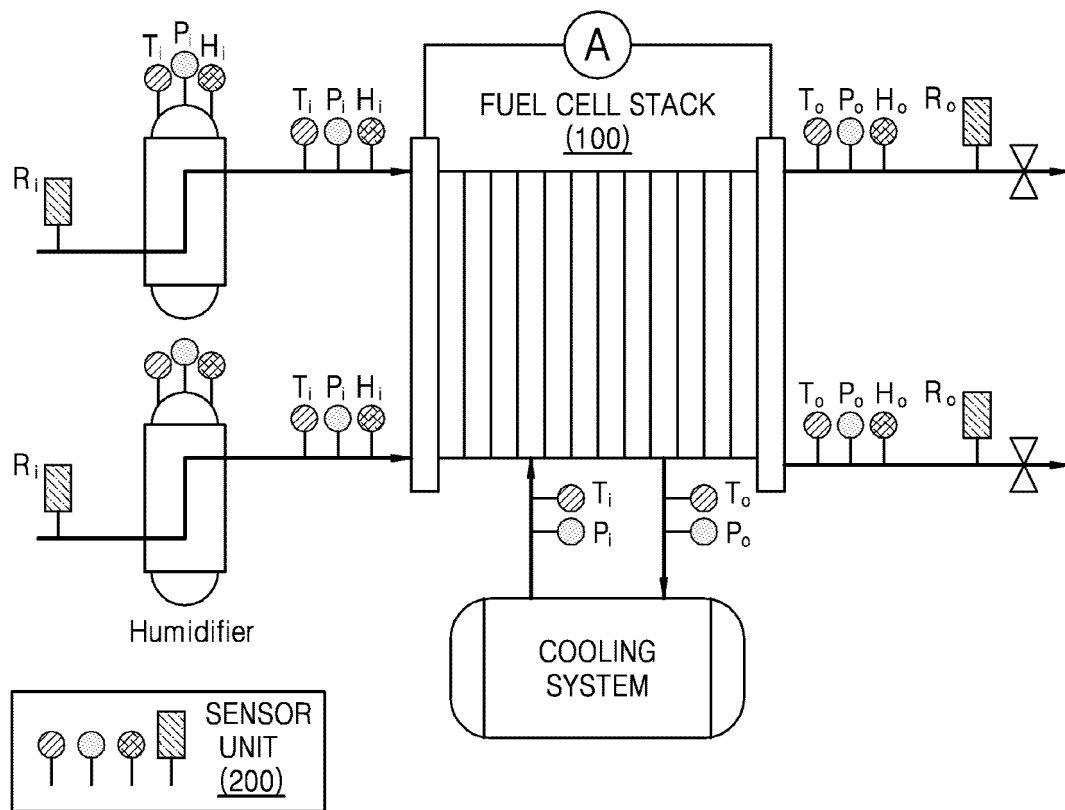 Ti Pi Hi
A
FUEL CELL STACK
(100)
Ti Pi Hi
To Po Ho Ro
Ri
Ti Pi Hi
To Po Ho Ro
Ri
Ti
Pi
To
Po
Humidifier
COOLING
SYSTEM
SENSOR
UNIT
(200)